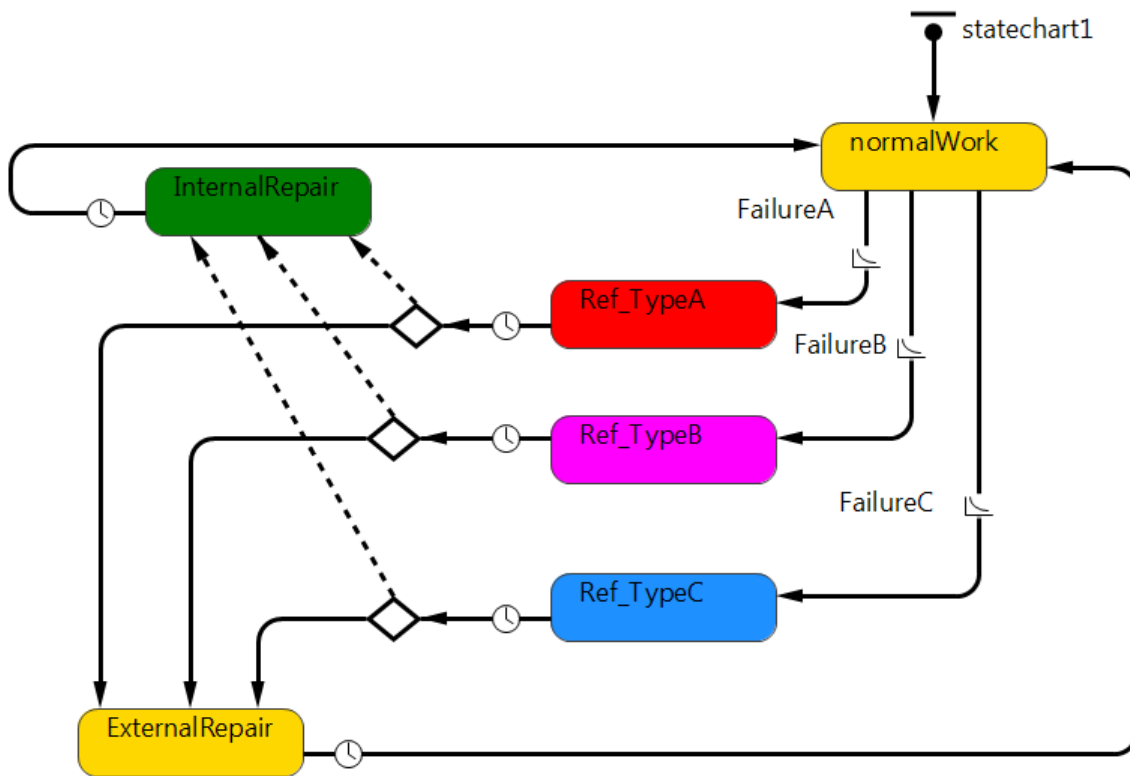 statechart1
normalWork
InternalRepair
FailureA
Ref_TypeA
FailureB
Ref_TypeB
FailureC
Ref_TypeC
ExternalRepair